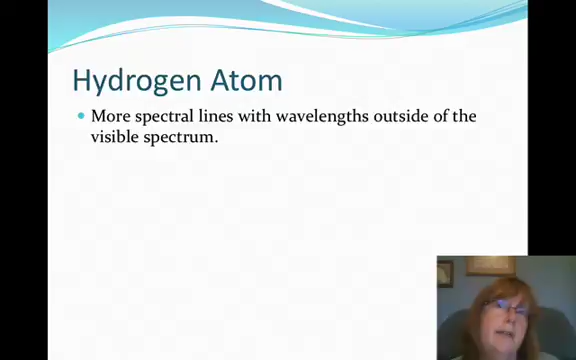 Hydrogen Atom
More spectral lines with wavelengths outside of the
visible spectrum.